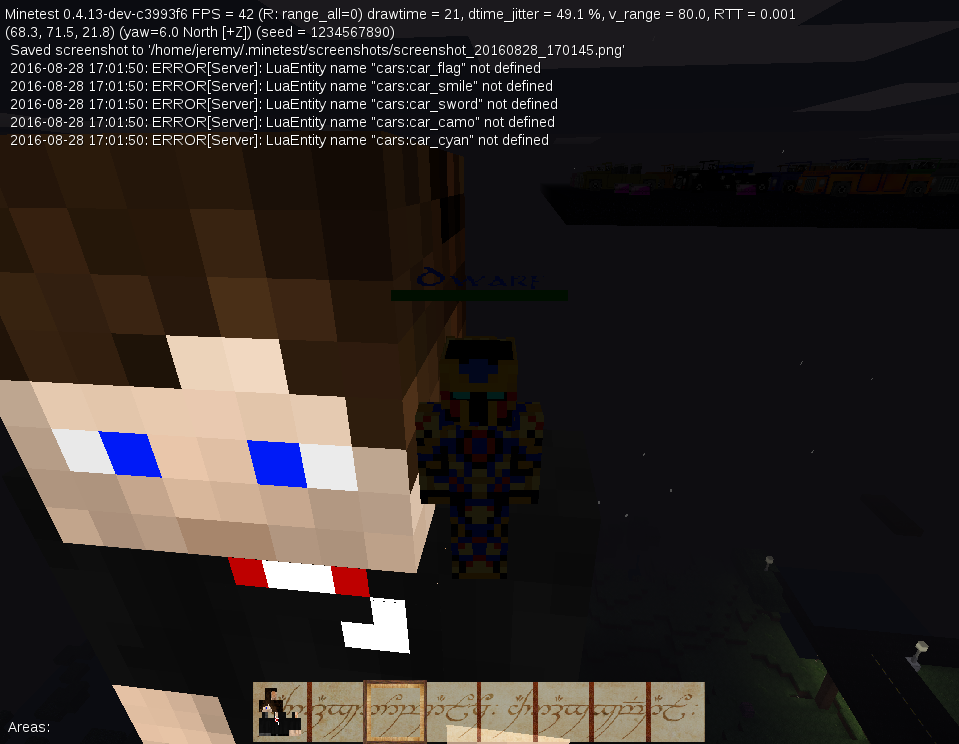 Minetest 0.4.13-dev-c3993f6 FPS = 42 (R: range_all=0) drawtime = 21, dtime_jitter = 49.1 %, v_range = 80.0, RTT = 0.001
(68.3, 71.5, 21.8) (yaw=6.0 North [+Z]) (seed = 1234567890)
Saved screenshot to '/home/jeremy/.minetest/screenshots/screenshot_20160828_170145.png'
2016-08-28 17:01:50: ERROR[Server]: LuaEntity name "cars:car_flag" not defined
2016-08-28 17:01:50: ERROR[Server]: LuaEntity name "cars:car_smile" not defined
2016-08-28 17:01:50: ERROR[Server]: LuaEntity name "cars:car_sword" not defined
2016-08-28 17:01:50: ERROR[Server]: LuaEntity name "cars:car_camo" not defined
2016-08-28 17:01:50: ERROR[Server]: LuaEntity name "cars:car_cyan" not defined
Dwarf
Areas: